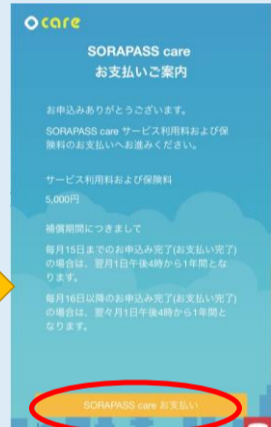 care
SORAPASS care
お支払いご案内
お申込みありがとうございます。
SORAPASS care サービス利用料および保
険料のお支払いへお進みください。
サービス利用料および保険料
5,000円
補償期間につきまして
毎月15日までのお申込み完了(お支払い完了)
の場合は、翌月1日午後4時から1年間とな
ります。
毎月16日以降のお申込み完了(お支払い完了)
の場合は、翌々月1日午後4時から1年間と
なります。
SORAPASS care お支払い